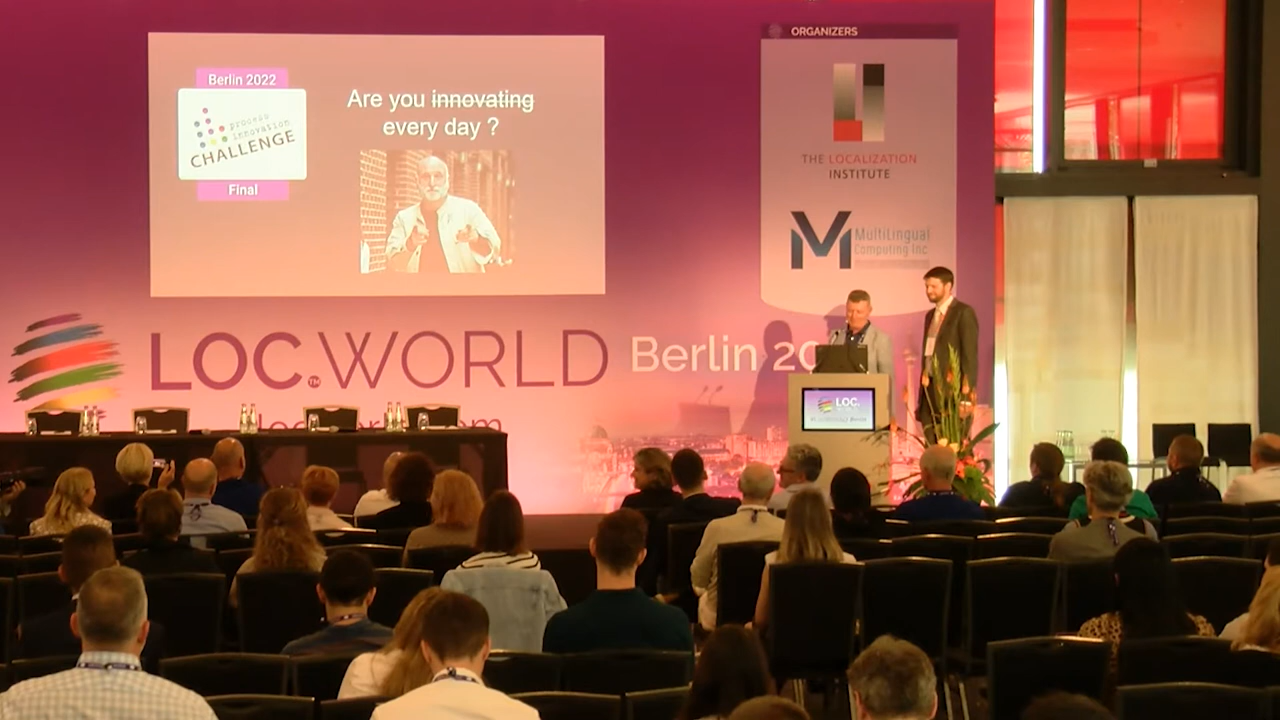 ORGANIZERS
Berlin 2022
process
innovation
CHALLENGE
Final
Are you innovating
every day ?
THE LOCALIZATION
INSTITUTE
M
MultiLingual
Computing Inc
LOC.WORLD
TM
Berlin 20
LOC.